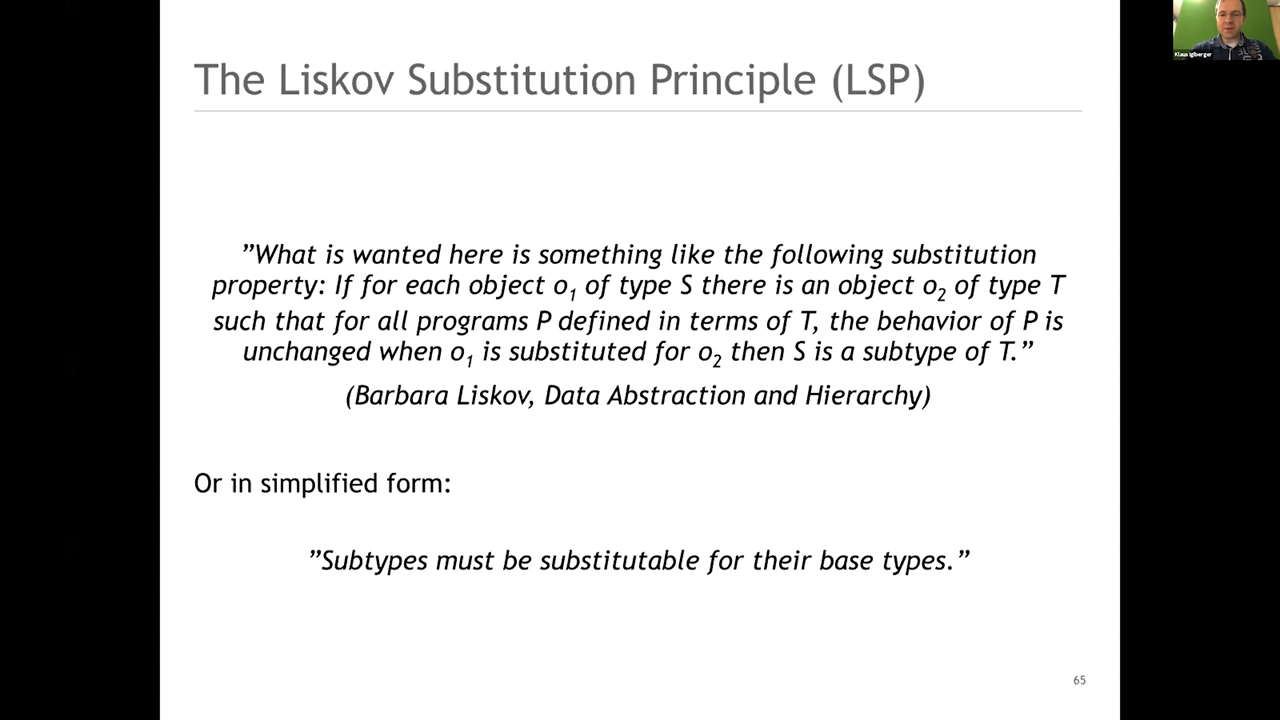 The Liskov Substitution Principle (LSP)
Klaus Iglberger
”What is wanted here is something like the following substitution
property: If for each object o1 of type S there is an object o2 of type T
such that for all programs P defined in terms of T, the behavior of P is
unchanged when o1 is substituted for o2 then S is a subtype of T.”
(Barbara Liskov, Data Abstraction and Hierarchy)
Or in simplified form:
”Subtypes must be substitutable for their base types.”
65